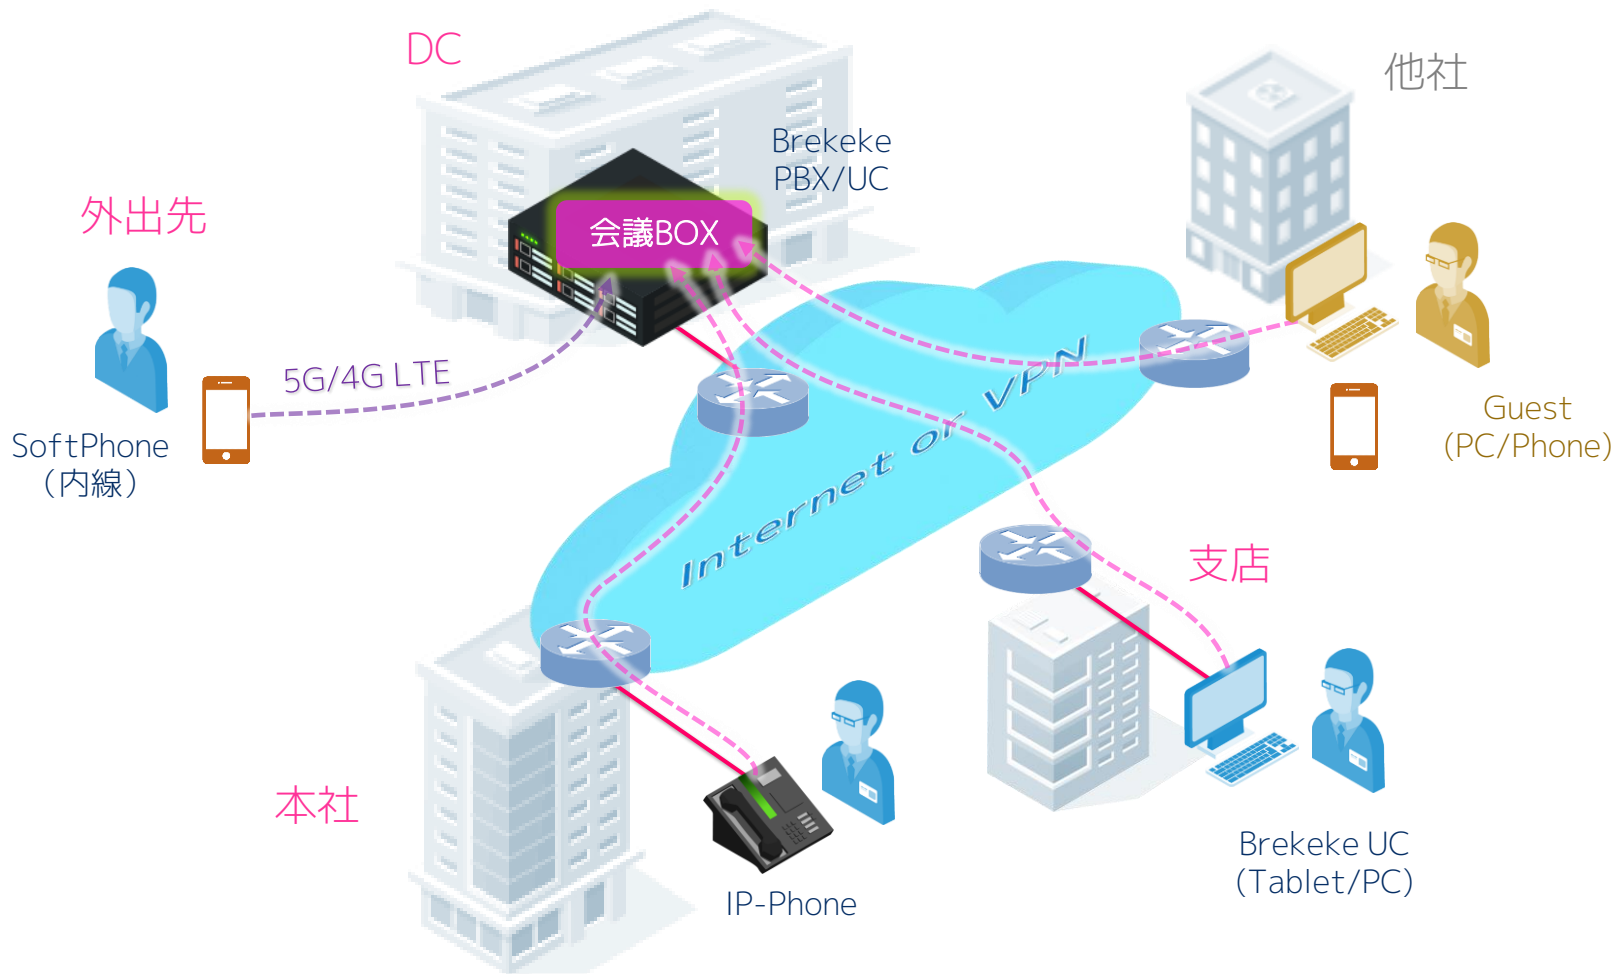 DC
他社
Brekeke
PBX/UC
外出先
会議BOX
5G/4G LTE
SoftPhone
（内線）
Internet or VPN
Guest
(PC/Phone)
支店
本社
Brekeke UC
(Tablet/PC)
IP-Phone